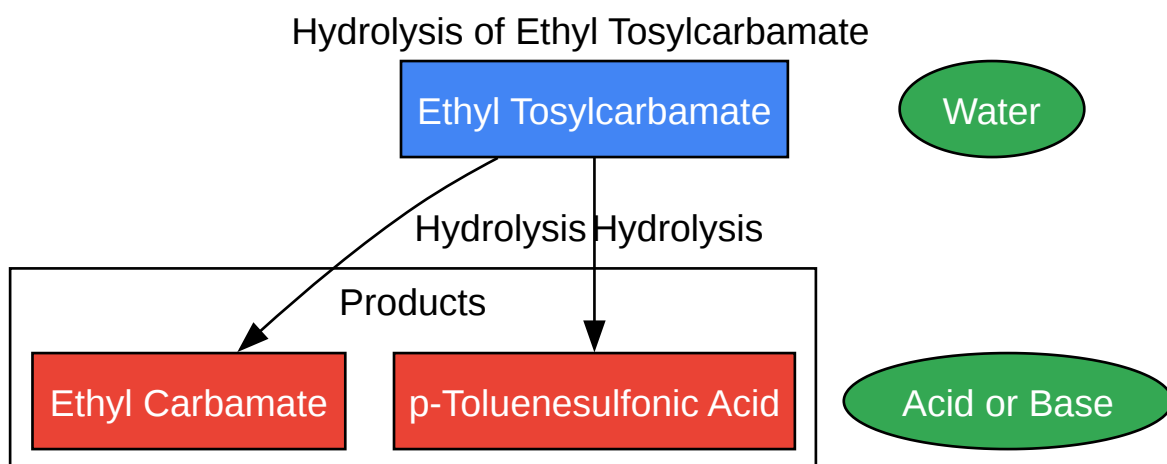 Hydrolysis of Ethyl Tosylcarbamate
Ethyl Tosylcarbamate
Water
Hydrolysis
Hydrolysis
Products
Ethyl Carbamate
p-Toluenesulfonic Acid
Acid or Base